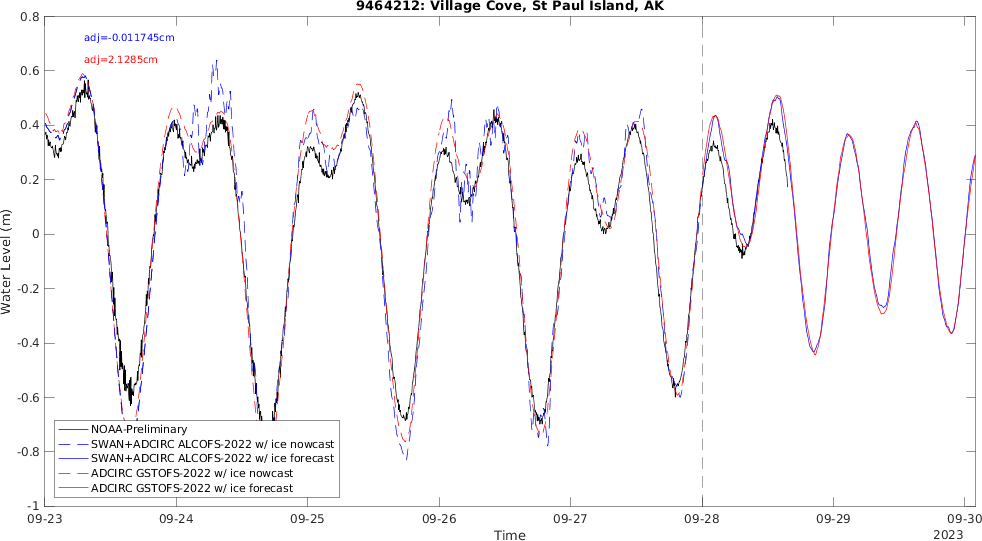 9464212: Village Cove, St Paul Island, AK
adj=-0.011745cm
adj=2.1285cm
Water Level (m)
0.8
0.6
0.4
0.2
0
-0.2
-0.4
-0.6
-0.8
-1
NOAA-Preliminary
SWAN+ADCIRC ALCOFS-2022 w/ ice nowcast
SWAN+ADCIRC ALCOFS-2022 w/ ice forecast
ADCIRC GSTOFS-2022 w/ ice nowcast
ADCIRC GSTOFS-2022 w/ ice forecast
09-23 09-24 09-25 09-26 09-27 09-28 09-29 09-30
Time
2023